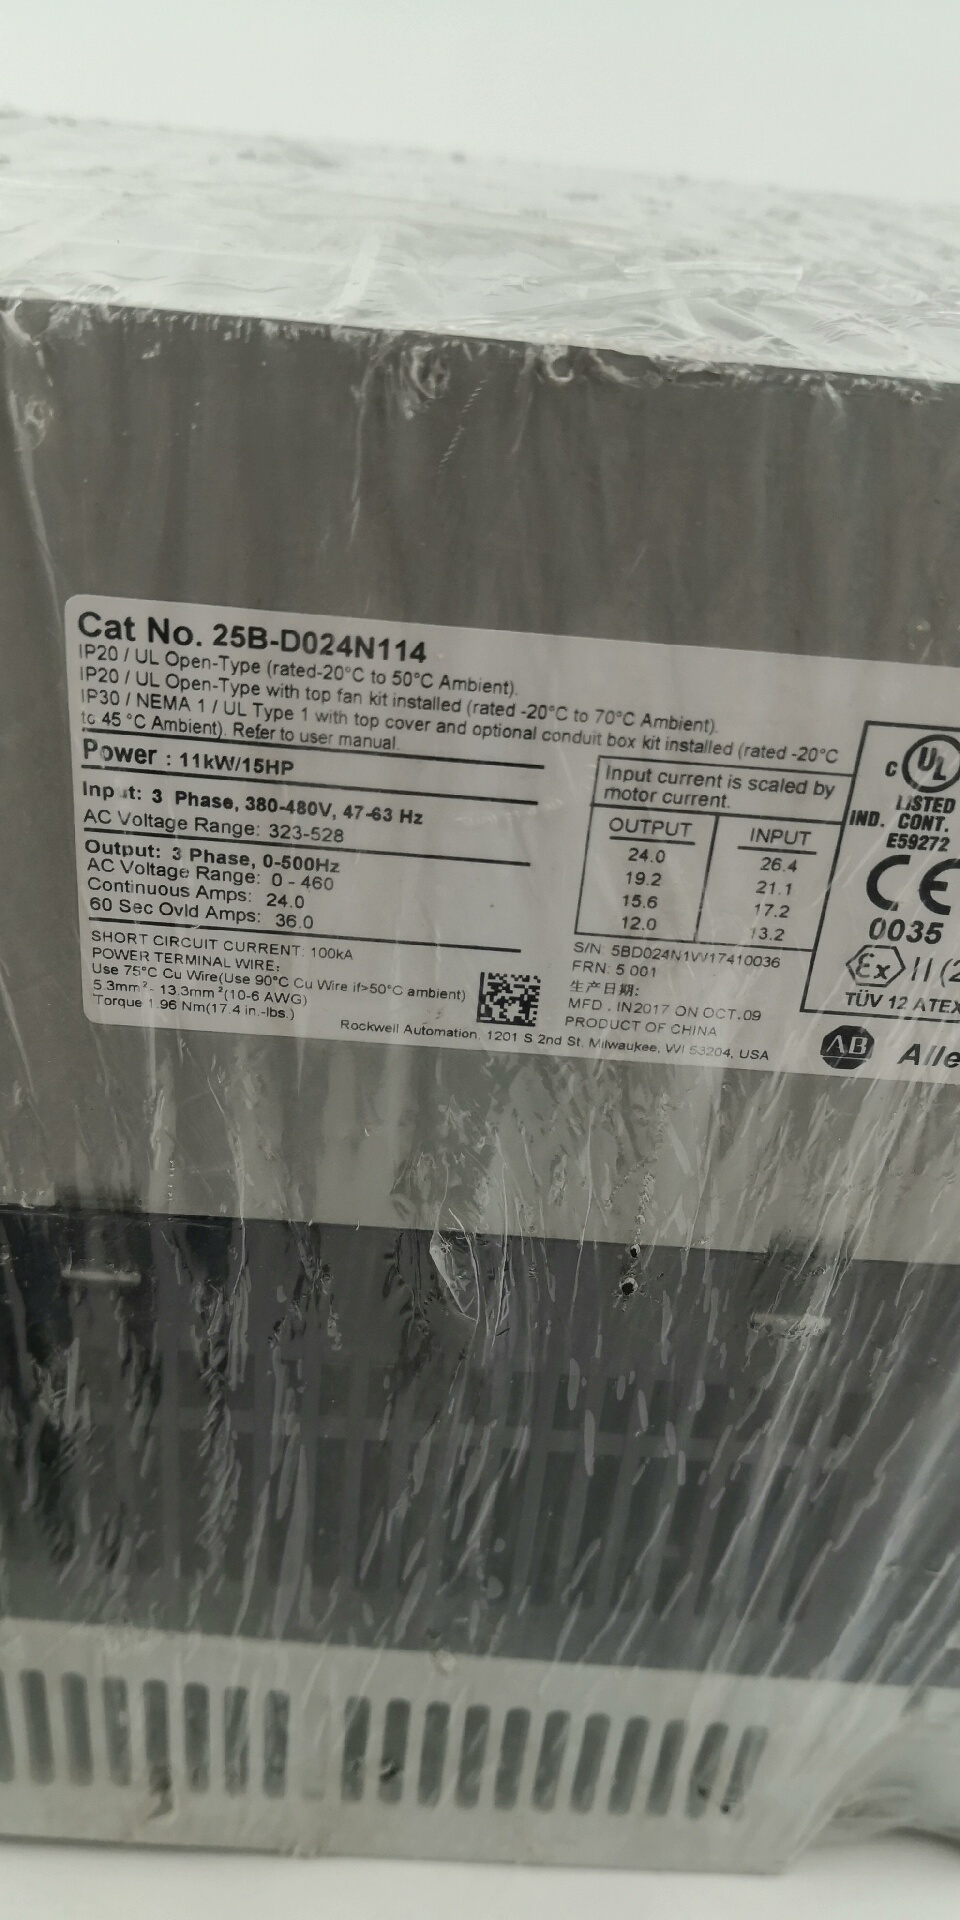 Cat No. 25B-D024N114
IP20 / UL Open-Type (rated-20°C to 50°C Ambient).
IP20 / UL Open-Type with top fan kit installed (rated -20°C to 70°C Ambient).
IP30 / NEMA 1 / UL Type 1 with top cover and optional conduit box kit installed (rated -20°C
to 45 °C Ambient). Refer to user manual.
Power : 11kW/15HP
Input: 3 Phase, 380-480V, 47-63 Hz
AC Voltage Range: 323-528
Output: 3 Phase, 0-500Hz
AC Voltage Range: 0 - 460
Continuous Amps: 24.0
60 Sec Ovld Amps: 36.0
SHORT CIRCUIT CURRENT: 100kA
POWER TERMINAL WIRE:
Use 75°C Cu Wire(Use 90°C Cu Wire if>50°C ambient)
5.3mm²- 13.3mm²(10-6 AWG)
Torque 1.96 Nm(17.4 in.-lbs.)
Input current is scaled by
motor current.
OUTPUT INPUT
24.0 26.4
19.2 21.1
15.6 17.2
12.0 13.2
S/N: 5BD024N1W17410036
FRN: 5.001
生产日期:
MFD . IN2017 ON OCT.09
PRODUCT OF CHINA
Rockwell Automation, 1201 S 2nd St, Milwaukee, WI 53204, USA
C UL
LISTED
IND. CONT.
E59272
CE
0035
Ex II (2
TÜV 12 ATEX
AB Alle